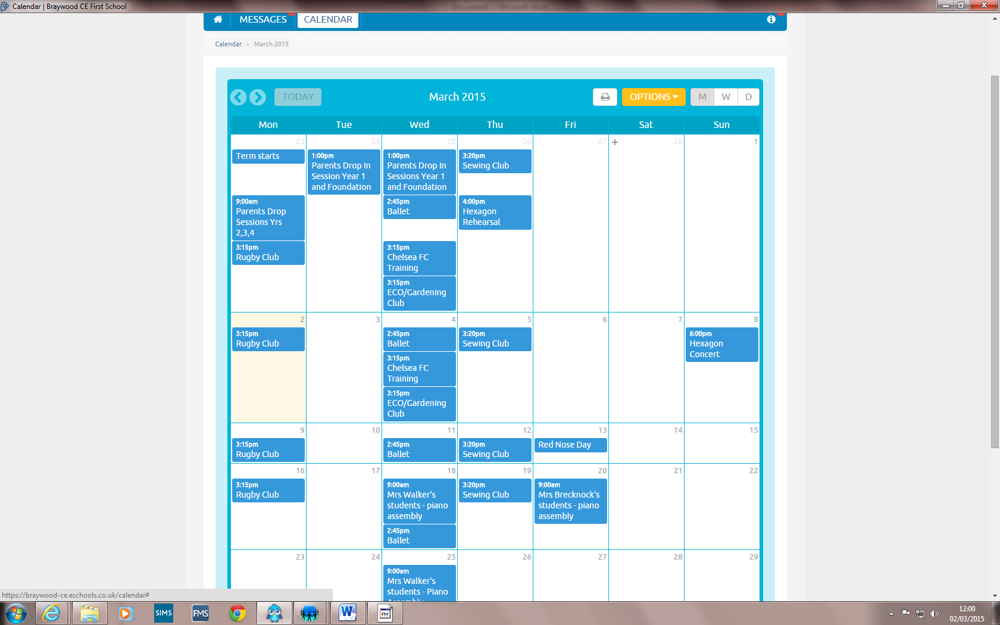 Calendar | Braywood CE First School
MESSAGES
CALENDAR
Calendar » March 2015
TODAY
March 2015
OPTIONS
M W D
Mon Tue Wed Thu Fri Sat Sun
23 24 25 26 27 28 1
Term starts
9:00am
Parents Drop
Sessions Yrs
2,3,4
3:15pm
Rugby Club
1:00pm
Parents Drop In
Session Year 1
and Foundation
1:00pm
Parents Drop In
Sessions Year 1
and Foundation
2:45pm
Ballet
3:15pm
Chelsea FC
Training
3:15pm
ECO/Gardening
Club
3:20pm
Sewing Club
4:00pm
Hexagon
Rehearsal
2 3 4 5 6 7 8
3:15pm
Rugby Club
2:45pm
Ballet
3:15pm
Chelsea FC
Training
3:15pm
ECO/Gardening
Club
3:20pm
Sewing Club
6:00pm
Hexagon
Concert
9 10 11 12 13 14 15
3:15pm
Rugby Club
2:45pm
Ballet
3:20pm
Sewing Club
Red Nose Day
16 17 18 19 20 21 22
3:15pm
Rugby Club
9:00am
Mrs Walker's
students - piano
assembly
2:45pm
Ballet
3:20pm
Sewing Club
9:00am
Mrs Brecknock's
students - piano
assembly
23 24 25 26 27 28 29
9:00am
Mrs Walker's
students - Piano
https://braywood-ce.eschools.co.uk/calendar#
SIMS
FMS
12:00
02/03/2015